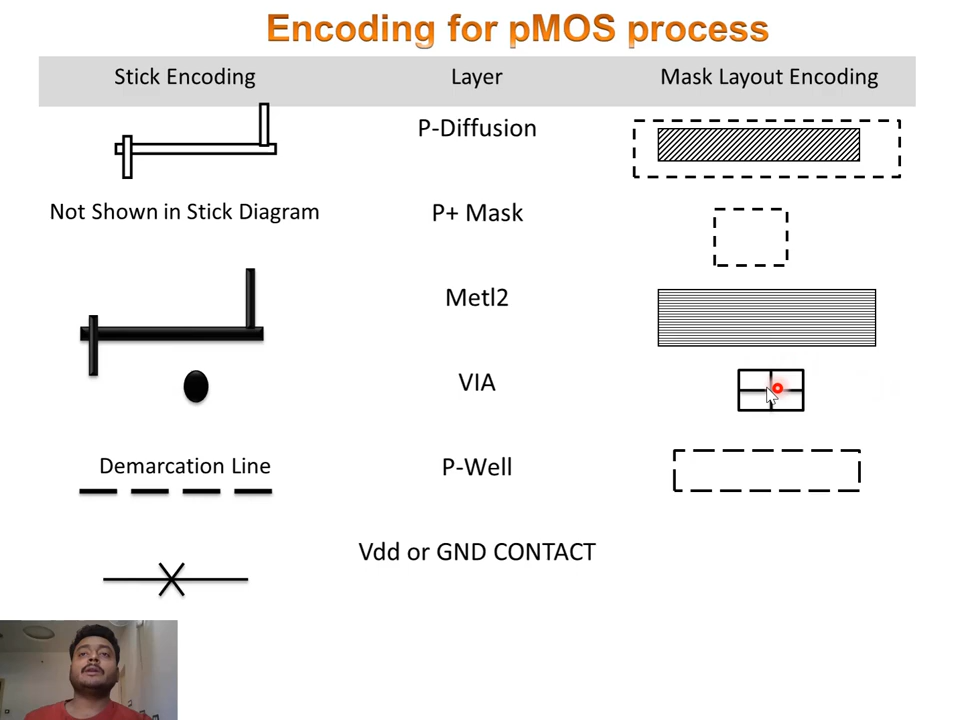 Encoding for pMOS process
Stick Encoding
Layer
Mask Layout Encoding
P-Diffusion
Not Shown in Stick Diagram
P+ Mask
Metl2
VIA
Demarcation Line
P-Well
Vdd or GND CONTACT